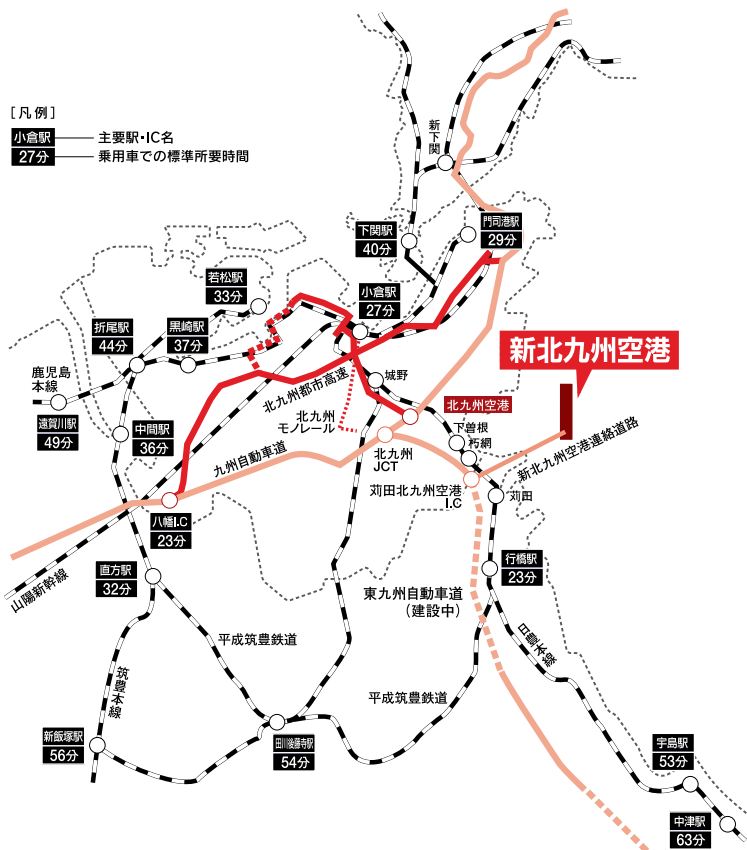 [凡例]
小倉駅
主要駅・IC名
27分
乗用車での標準所要時間
新下関
下関駅
40分
門司港駅
29分
若松駅
33分
小倉駅
27分
折尾駅
44分
黒崎駅
37分
新北九州空港
鹿児島
本線
城野
北九州都市高速
北九州空港
遠賀川駅
49分
中間駅
36分
北九州
モノレール
下曽根
朽網
九州自動車道
北九州
JCT
新北九州空港連絡道路
苅田北九州空港
I.C
苅田
八幡I.C
23分
山陽新幹線
直方駅
32分
行橋駅
23分
東九州自動車道
(建設中)
平成筑豊鉄道
日豊本線
筑豊本線
平成筑豊鉄道
新飯塚駅
56分
田川後藤寺駅
54分
宇島駅
53分
中津駅
63分